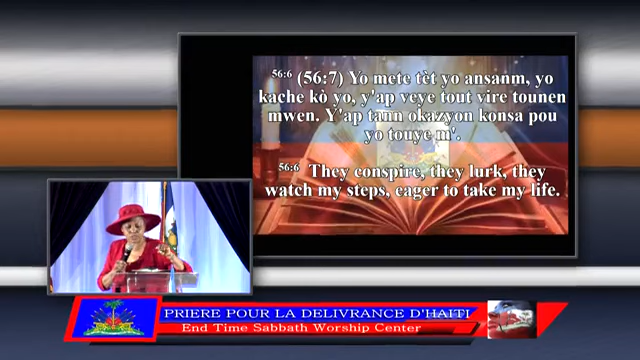 56:6 (56:7) Yo mete tèt yo ansanm, yo
kache kò yo, y'ap veye tout vire tounen
mwen. Y'ap tann okazyon konsa pou
yo touye m'.
56:6 They conspire, they lurk, they
watch my steps, eager to take my life.
PRIERE POUR LA DELIVRANCE D'HAITI
End Time Sabbath Worship Center